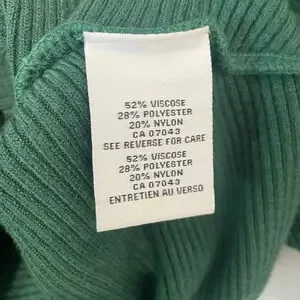 52% VISCOSE
28% POLYESTER
20% NYLON
CA 07043
SEE REVERSE FOR CARE
52% VISCOSE
28% POLYESTER
20% NYLON
CA 07043
ENTRETIEN AU VERSO